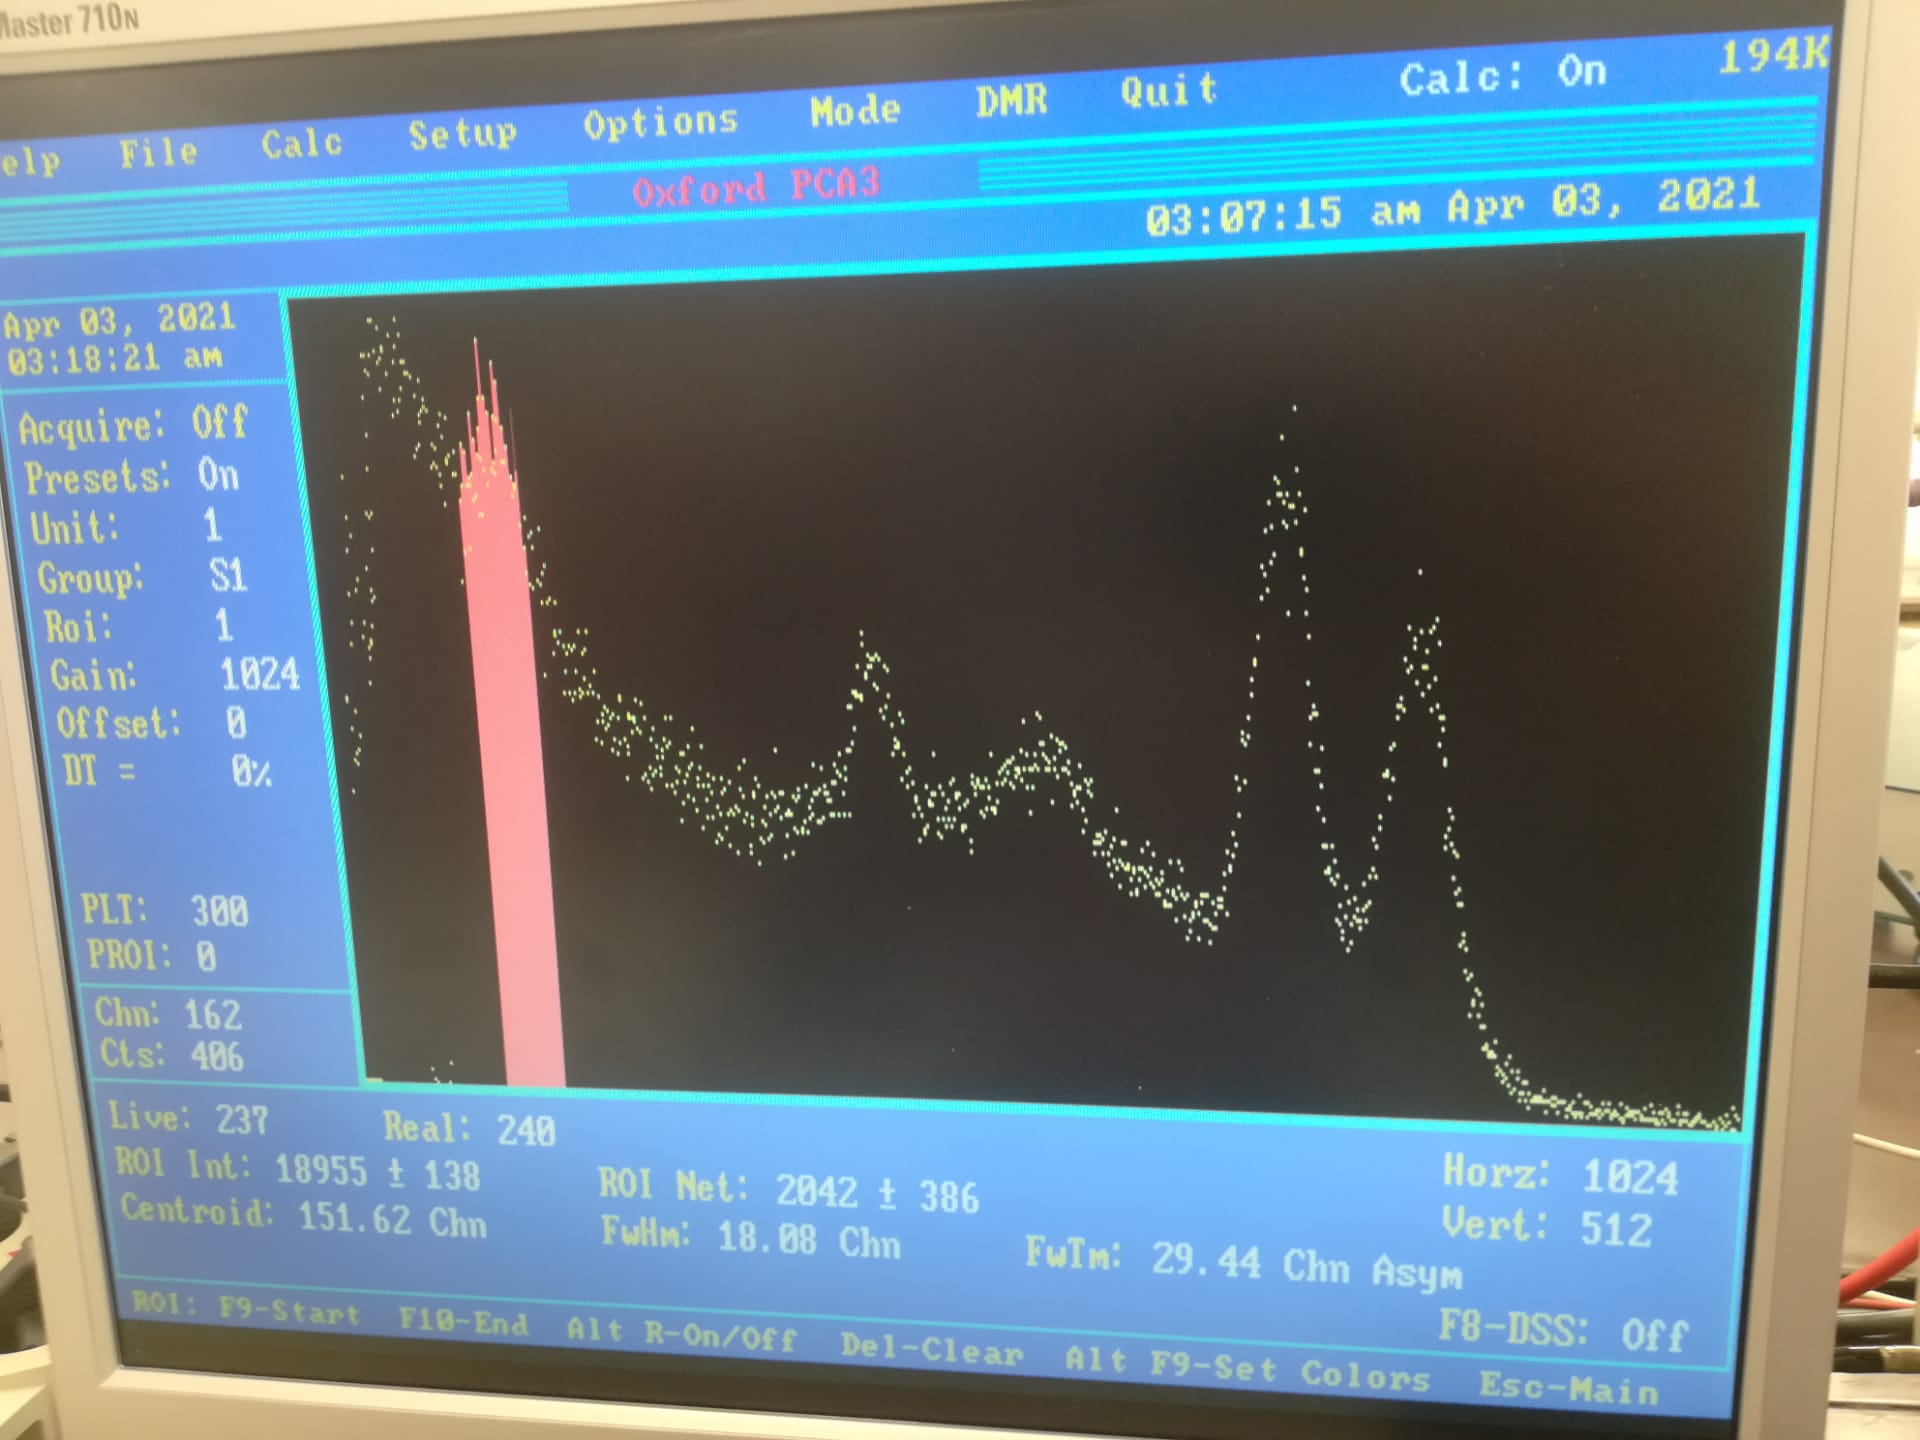 Master 710N
elp File Calc Setup Options Mode DMR Quit Calc: On 194K
Oxford PCA3
03:07:15 am Apr 03, 2021
Apr 03, 2021
03:18:21 am
Acquire: Off
Presets: On
Unit: 1
Group: S1
Roi: 1
Gain: 1024
Offset: 0
DT = 0%
PLT: 300
PROI: 0
Chn: 162
Cts: 406
Live: 237 Real: 240
ROI Int: 18955 ± 138 ROI Net: 2042 ± 386 Horz: 1024
Centroid: 151.62 Chn FwHm: 18.08 Chn FwTm: 29.44 Chn Asym Vert: 512
F8-DSS: Off
ROI: F9-Start F10-End Alt R-On/Off Del-Clear Alt F9-Set Colors Esc-Main